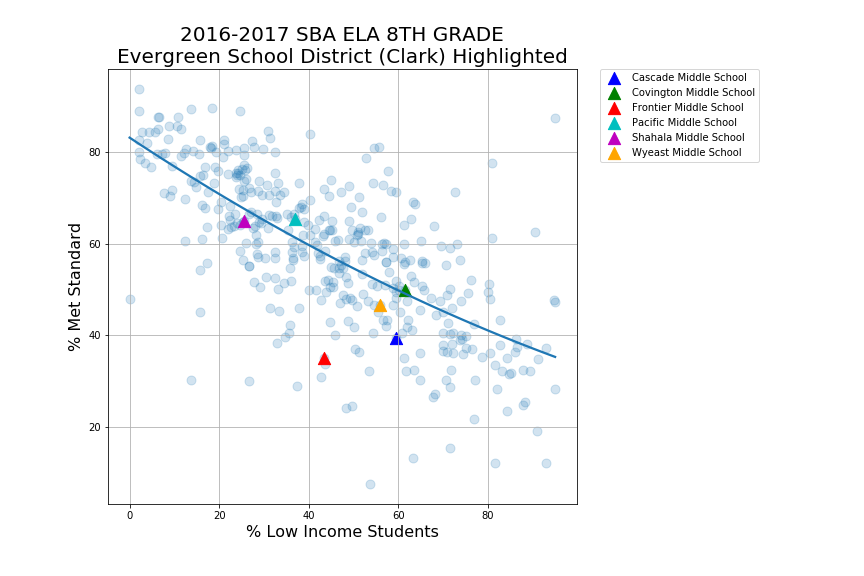 2016-2017 SBA ELA 8TH GRADE
Evergreen School District (Clark) Highlighted
Cascade Middle School
Covington Middle School
Frontier Middle School
Pacific Middle School
Shahala Middle School
Wyeast Middle School
% Met Standard
80
60
40
20
0 20 40 60 80
% Low Income Students